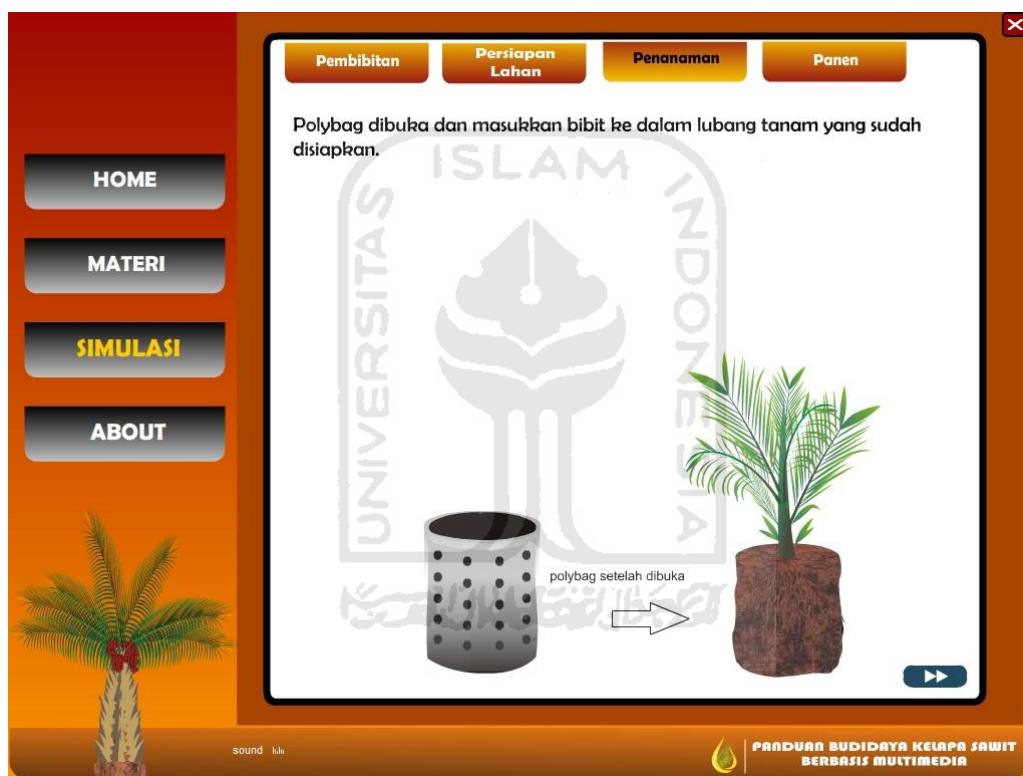 Pembibitan
Persiapan
Lahan
Penanaman
Panen
Polybag dibuka dan masukkan bibit ke dalam lubang tanam yang sudah
disiapkan.
HOME
MATERI
SIMULASI
ABOUT
UNIVERSITAS
ISLAM
INDONESIA
polybag setelah dibuka
sound
PANDUAN BUDIDAYA KELAPA SAWIT
BERBASIS MULTIMEDIA